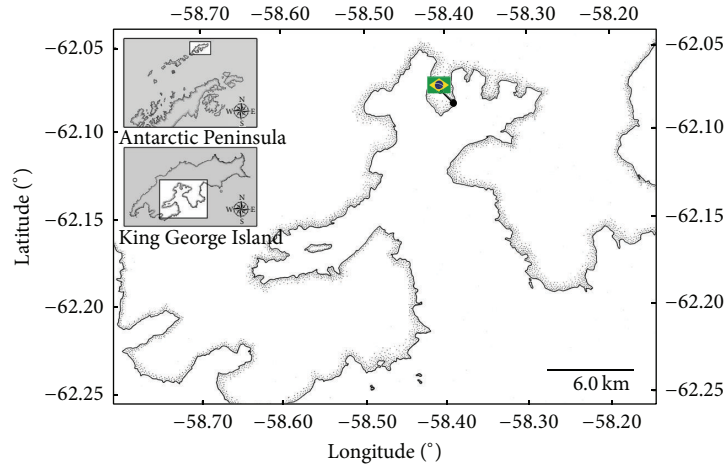 −58.70 −58.60 −58.50 −58.40 −58.30 −58.20
−62.05 −62.05
N
W E
S
Antarctic Peninsula
−62.10 −62.10
N
W E
S
King George Island
−62.15 −62.15
Latitude (°)
−62.20 −62.20
6.0 km
−62.25 −62.25
−58.70 −58.60 −58.50 −58.40 −58.30 −58.20
Longitude (°)